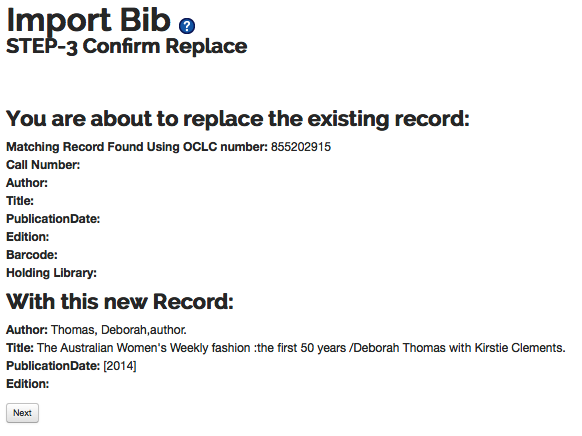 Import Bib ?
STEP-3 Confirm Replace
You are about to replace the existing record:
Matching Record Found Using OCLC number: 855202915
Call Number:
Author:
Title:
PublicationDate:
Edition:
Barcode:
Holding Library:
With this new Record:
Author: Thomas, Deborah,author.
Title: The Australian Women's Weekly fashion :the first 50 years /Deborah Thomas with Kirstie Clements.
PublicationDate: [2014]
Edition:
Next